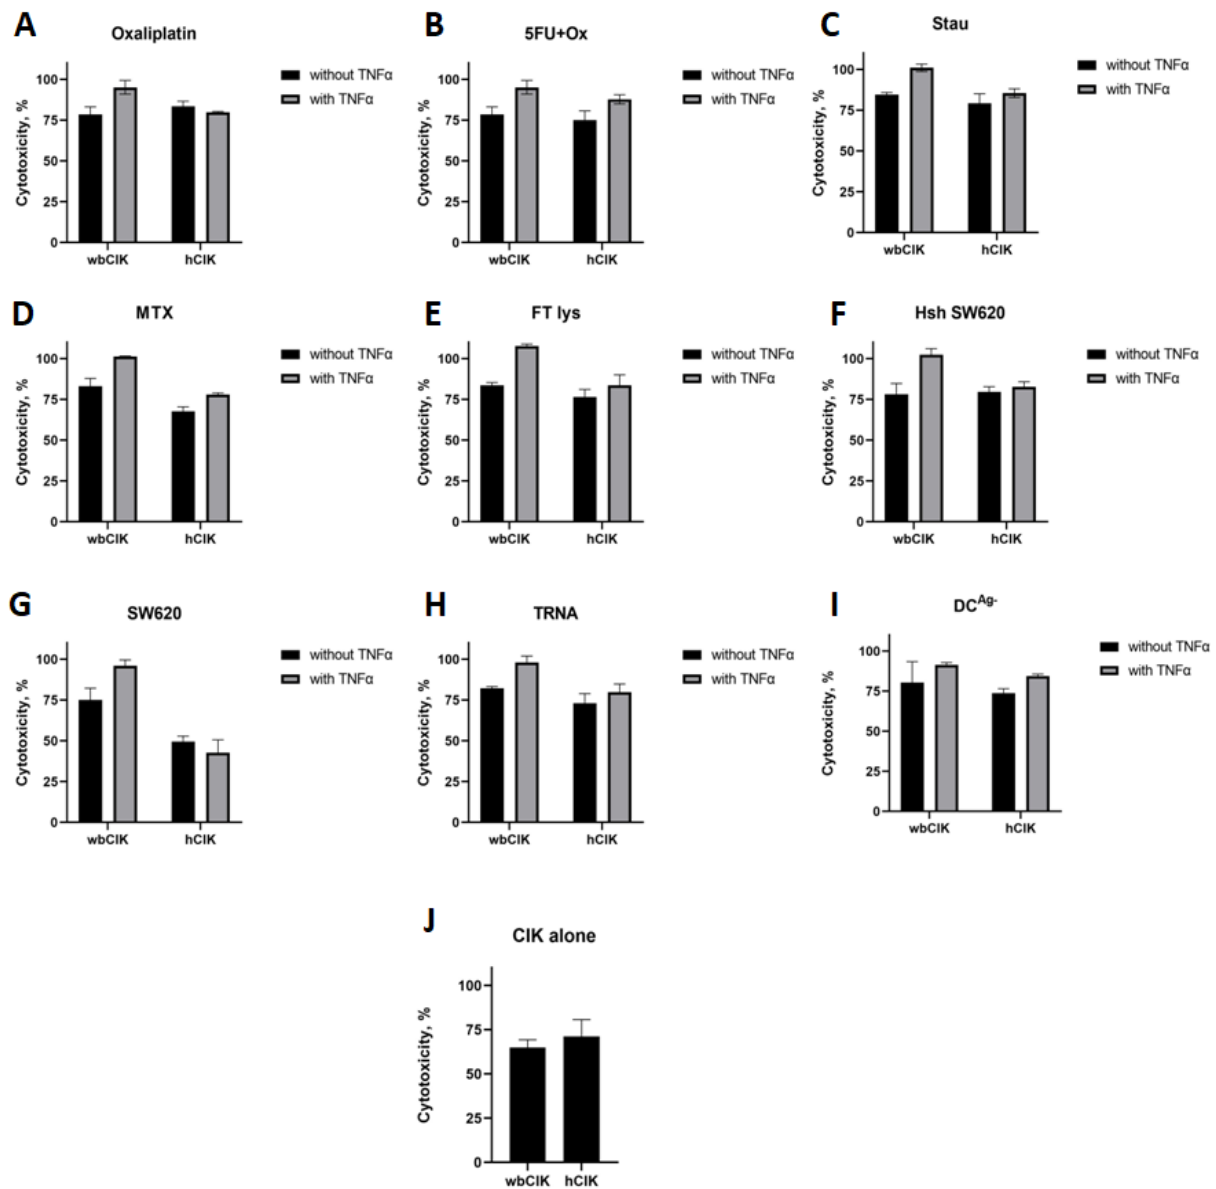 A
Oxaliplatin
100
75
50
25
0
Cytotoxicity, %
wbCIK
hCIK
without TNFα
with TNFα
B
5FU+Ox
100
75
50
25
0
Cytotoxicity, %
wbCIK
hCIK
without TNFα
with TNFα
C
Stau
100
75
50
25
0
Cytotoxicity, %
wbCIK
hCIK
without TNFα
with TNFα
D
MTX
100
75
50
25
0
Cytotoxicity, %
wbCIK
hCIK
without TNFα
with TNFα
E
FT lys
100
75
50
25
0
Cytotoxicity, %
wbCIK
hCIK
without TNFα
with TNFα
F
Hsh SW620
100
75
50
25
0
Cytotoxicity, %
wbCIK
hCIK
without TNFα
with TNFα
G
SW620
100
75
50
25
0
Cytotoxicity, %
wbCIK
hCIK
without TNFα
with TNFα
H
TRNA
100
75
50
25
0
Cytotoxicity, %
wbCIK
hCIK
without TNFα
with TNFα
I
DCAg-
100
75
50
25
0
Cytotoxicity, %
wbCIK
hCIK
without TNFα
with TNFα
J
CIK alone
100
75
50
25
0
Cytotoxicity, %
wbCIK
hCIK